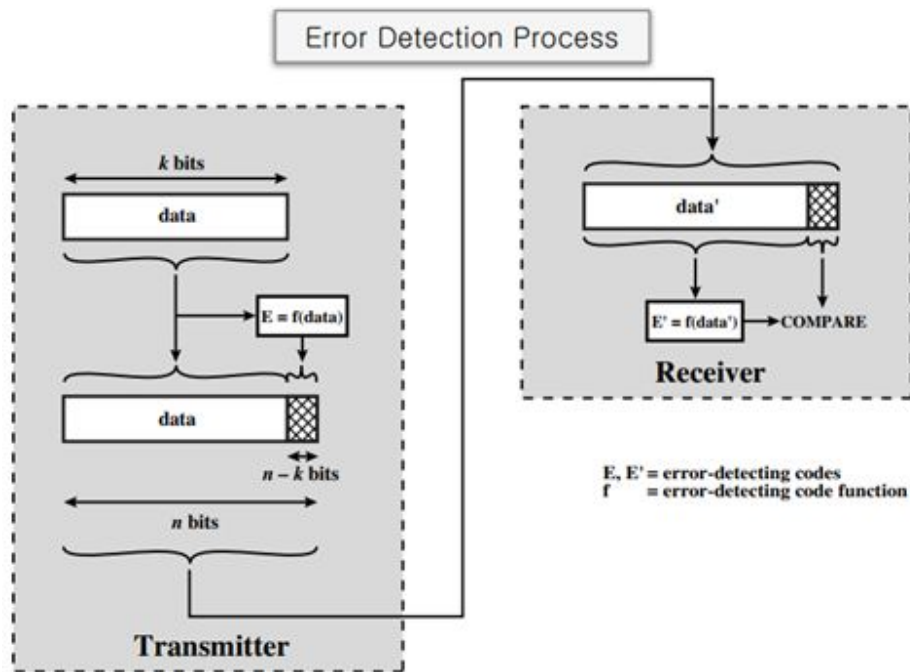 Error Detection Process
k bits
data
E = f(data)
data
n – k bits
n bits
Transmitter
data'
E' = f(data')
COMPARE
Receiver
E, E' = error-detecting codes
f = error-detecting code function